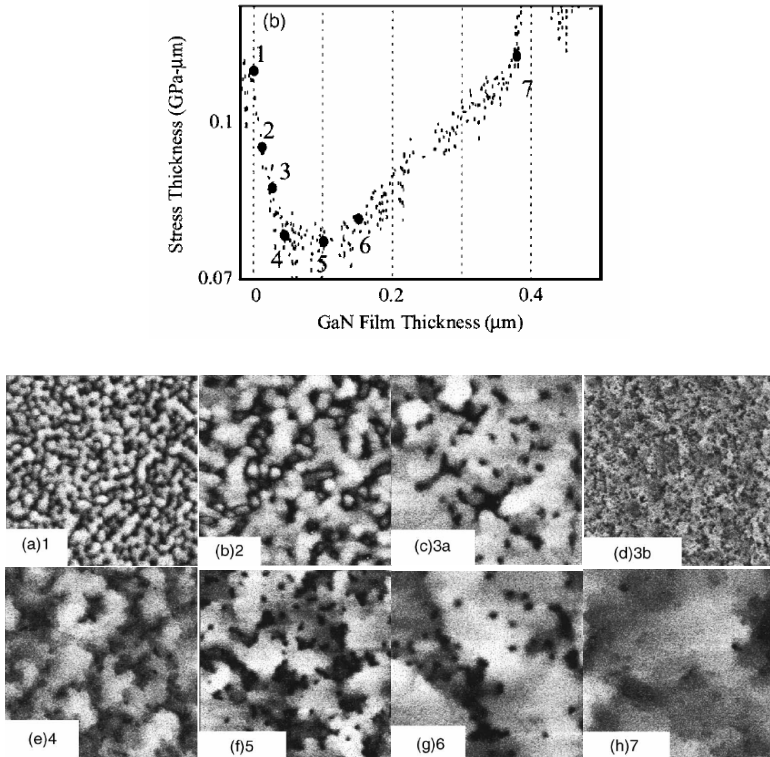 (b)
1
2
3
4
5
6
7
0.1
0.07
Stress Thickness (GPa-μm)
0
0.2
0.4
GaN Film Thickness (μm)
(a)1
(b)2
(c)3a
(d)3b
(e)4
(f)5
(g)6
(h)7